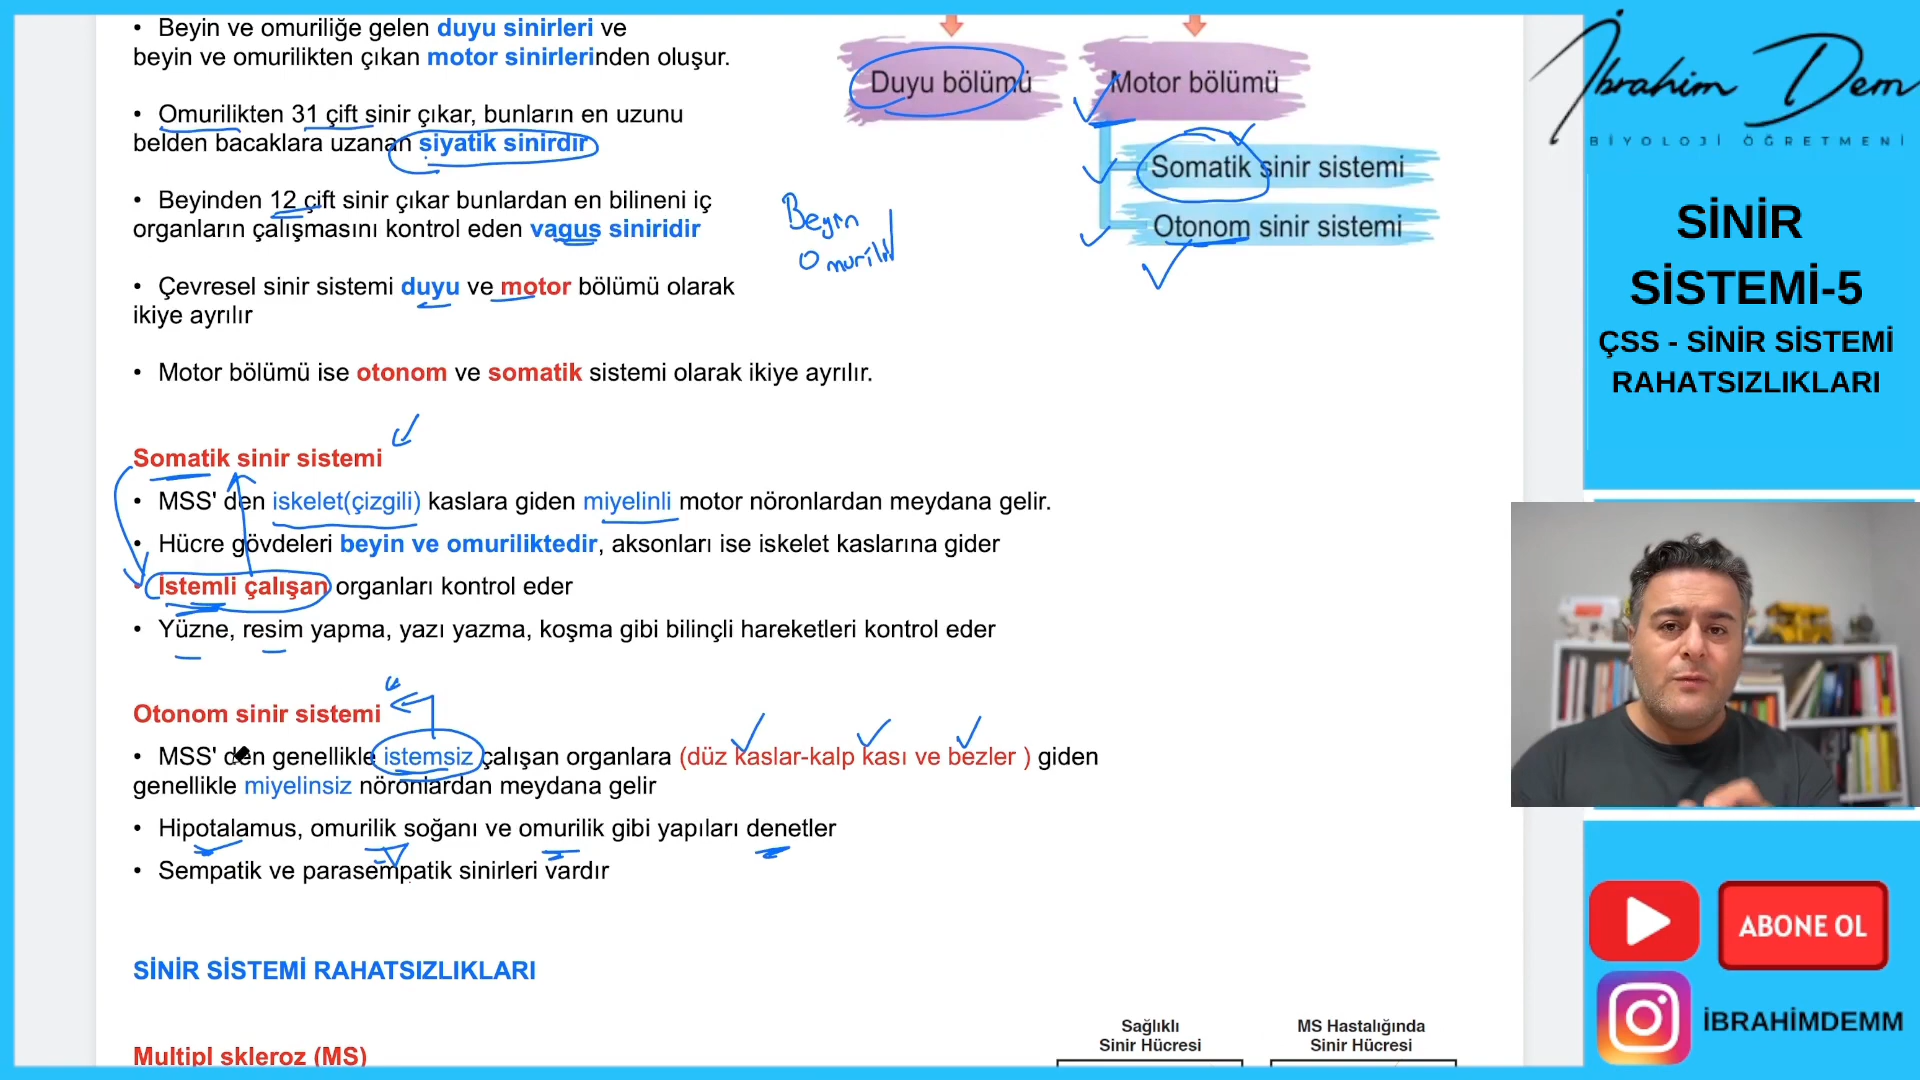 • Beyin ve omuriliğe gelen duyu sinirleri ve
beyin ve omurilikten çıkan motor sinirlerinden oluşur.
• Omurilikten 31 çift sinir çıkar, bunların en uzunu
belden bacaklara uzanan siyatik sinirdir
• Beyinden 12 çift sinir çıkar bunlardan en bilineni iç
organların çalışmasını kontrol eden vagus siniridir
• Çevresel sinir sistemi duyu ve motor bölümü olarak
ikiye ayrılır
• Motor bölümü ise otonom ve somatik sistemi olarak ikiye ayrılır.
Duyu bölümü
Motor bölümü
Somatik sinir sistemi
Otonom sinir sistemi
Beyin
Omurilik
Somatik sinir sistemi
• MSS' den iskelet(çizgili) kaslara giden miyelinli motor nöronlardan meydana gelir.
• Hücre gövdeleri beyin ve omuriliktedir, aksonları ise iskelet kaslarına gider
• İstemli çalışan organları kontrol eder
• Yüzne, resim yapma, yazı yazma, koşma gibi bilinçli hareketleri kontrol eder
Otonom sinir sistemi
• MSS' den genellikle istemsiz çalışan organlara (düz kaslar-kalp kası ve bezler ) giden
genellikle miyelinsiz nöronlardan meydana gelir
• Hipotalamus, omurilik soğanı ve omurilik gibi yapıları denetler
• Sempatik ve parasempatik sinirleri vardır
SİNİR SİSTEMİ RAHATSIZLIKLARI
Multipl skleroz (MS)
Sağlıklı
Sinir Hücresi
MS Hastalığında
Sinir Hücresi
İbrahim Dem
BİYOLOJİ ÖĞRETMENİ
SİNİR
SİSTEMİ-5
ÇSS - SİNİR SİSTEMİ
RAHATSIZLIKLARI
ABONE OL
İBRAHİMDEMM